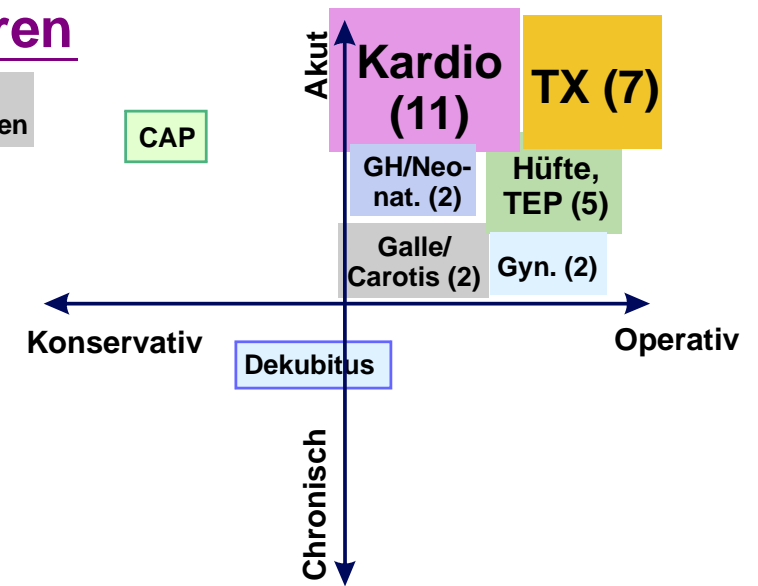 ren
en
CAP
Akut
Kardio
(11)
TX (7)
GH/Neo-
nat. (2)
Hüfte,
TEP (5)
Galle/
Carotis (2)
Gyn. (2)
Konservativ
Operativ
Dekubitus
Chronisch